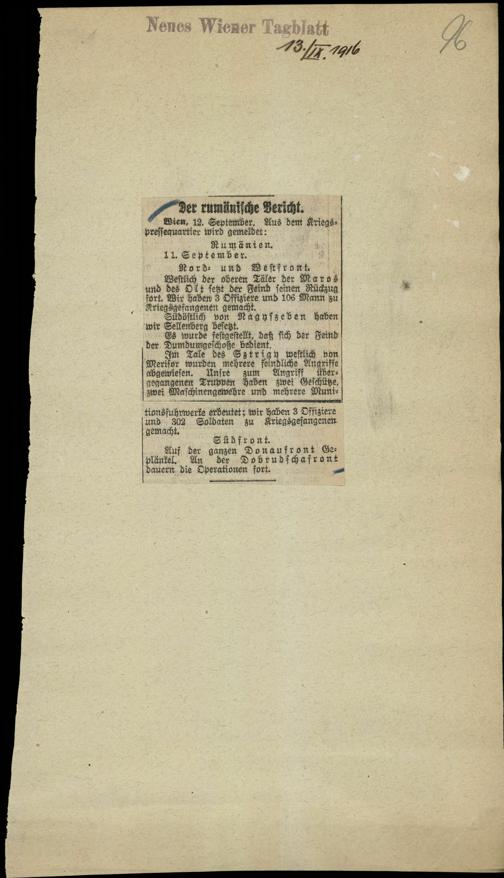 Neues Wiener Tagblatt
13./IX. 1916
96
Der rumänische Bericht.
Wien, 12. September. Aus dem Kriegs-
pressequartier wird gemeldet:
Rumänien.
11. September.
Nord- und Westfront.
Westlich der oberen Täler der Maros
und des Olt setzt der Feind seinen Rückzug
fort. Wir haben 3 Offiziere und 106 Mann zu
Kriegsgefangenen gemacht.
Südöstlich von Nagyszeben haben
wir Sellenberg besetzt.
Es wurde festgestellt, daß sich der Feind
der Dumdumgeschoße bedient.
Im Tale des Sztrigy westlich von
Merisor wurden mehrere feindliche Angriffe
abgewiesen. Unsre zum Angriff über-
gegangenen Truppen haben zwei Geschütze,
zwei Maschinengewehre und mehrere Muni-
tionsfuhrwerke erbeutet; wir haben 3 Offiziere
und 302 Soldaten zu Kriegsgefangenen
gemacht.
Südfront.
Auf der ganzen Donaufront Ge-
plänkel. An der Dobrudschafront
dauern die Operationen fort.